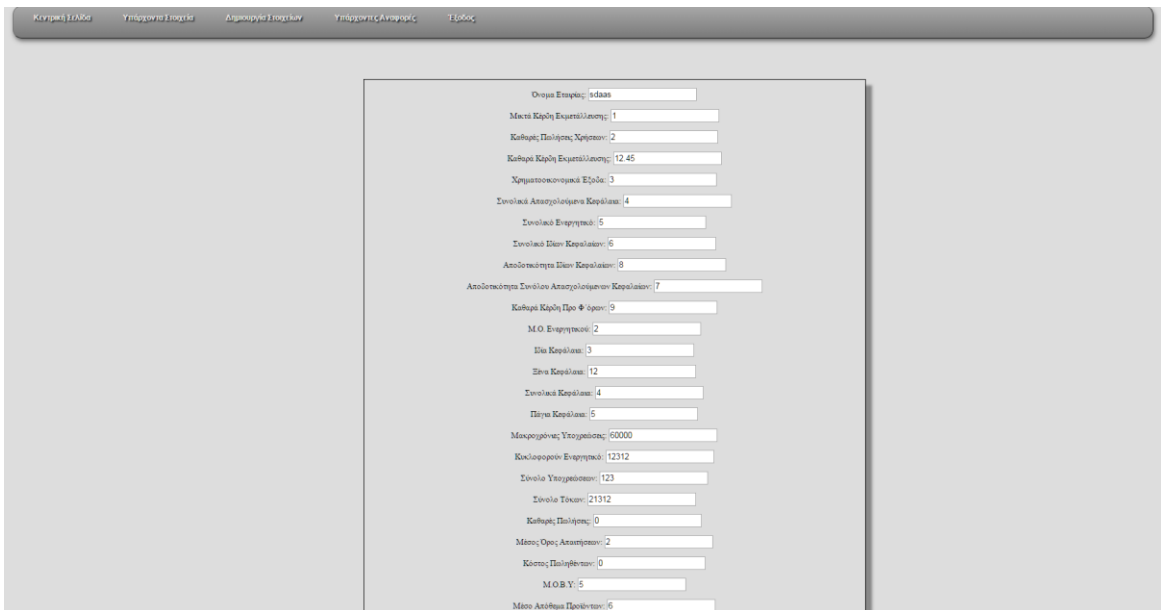 Κεντρική Σελίδα Υπάρχοντα Στοιχεία Δημιουργία Στοιχείων Υπάρχοντες Αναφορές Έξοδος
Όνομα Εταιρίας: sdaas
Μικτά Κέρδη Εκμετάλλευσης: 1
Καθαρές Πωλήσεις Χρήσεων: 2
Καθαρά Κέρδη Εκμετάλλευσης: 12.45
Χρηματοοικονομικά Έξοδα: 3
Συνολικά Απασχολούμενα Κεφάλαια: 4
Συνολικό Ενεργητικό: 5
Συνολικό Ιδίων Κεφαλαίων: 6
Αποδοτικότητα Ιδίων Κεφαλαίων: 8
Αποδοτικότητα Συνόλου Απασχολούμενων Κεφαλαίων: 7
Καθαρά Κέρδη Προ Φ΄όρων: 9
Μ.Ο. Ενεργητικού: 2
Ιδία Κεφάλαια: 3
Ξένα Κεφάλαια: 12
Συνολικά Κεφάλαια: 4
Πάγια Κεφάλαια: 5
Μακροχρόνιες Υποχρεώσεις: 60000
Κυκλοφορούν Ενεργητικό: 12312
Σύνολο Υποχρεώσεων: 123
Σύνολο Τόκων: 21312
Καθαρές Πωλήσεις: 0
Μέσος Όρος Απαιτήσεων: 2
Κόστος Πωληθέντων: 0
Μ.Ο.Β.Υ: 5
Μέσο Απόθεμα Προϊόντων: 6